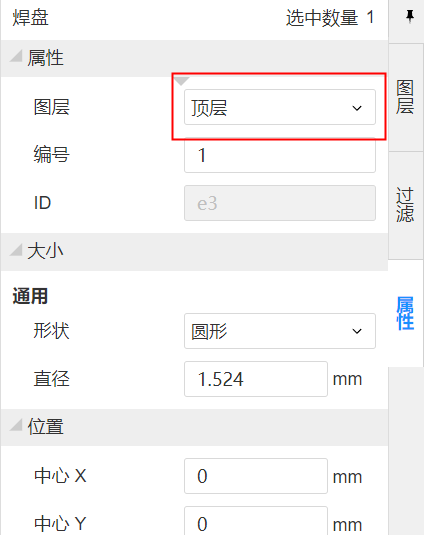 焊盘 选中数量 1
属性
图层 顶层
编号 1
ID e3
大小
通用
形状 圆形
直径 1.524 mm
位置
中心 X 0 mm
中心 Y 0 mm
图层
过滤
属性